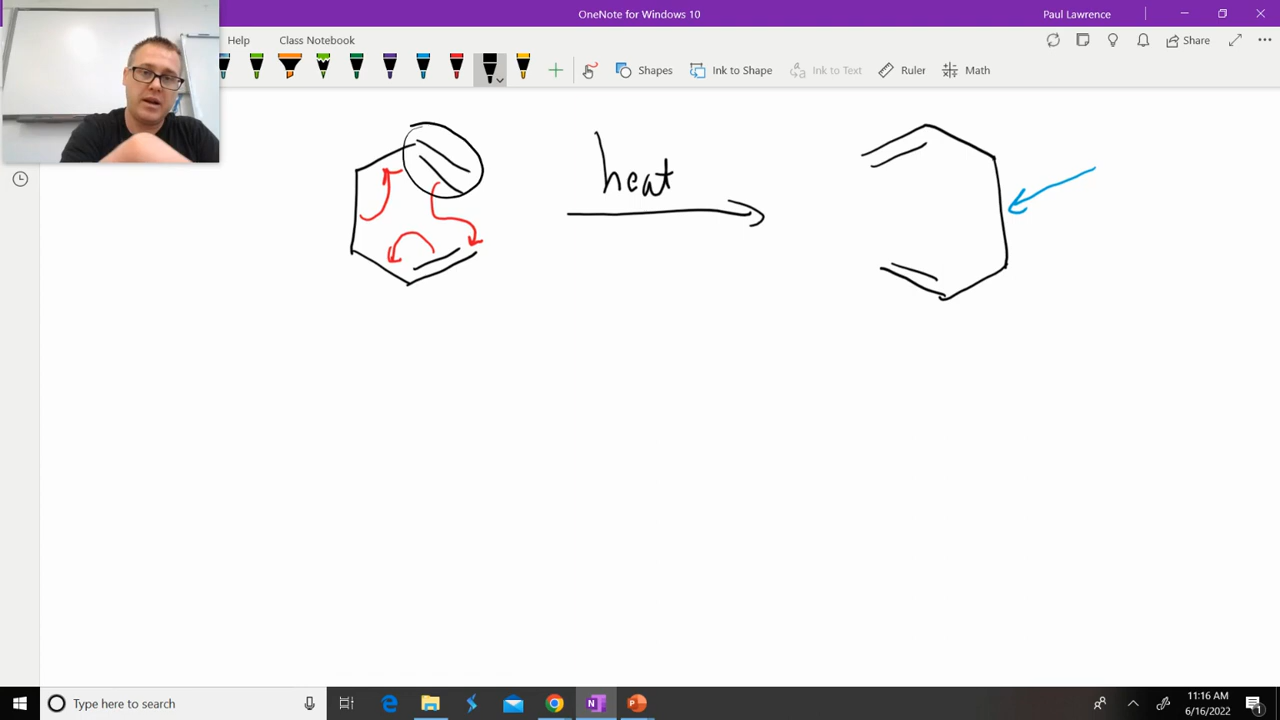 OneNote for Windows 10
Paul Lawrence
Help
Class Notebook
Shapes
Ink to Shape
Ink to Text
Ruler
Math
Share
heat
Type here to search
11:16 AM
6/16/2022
1